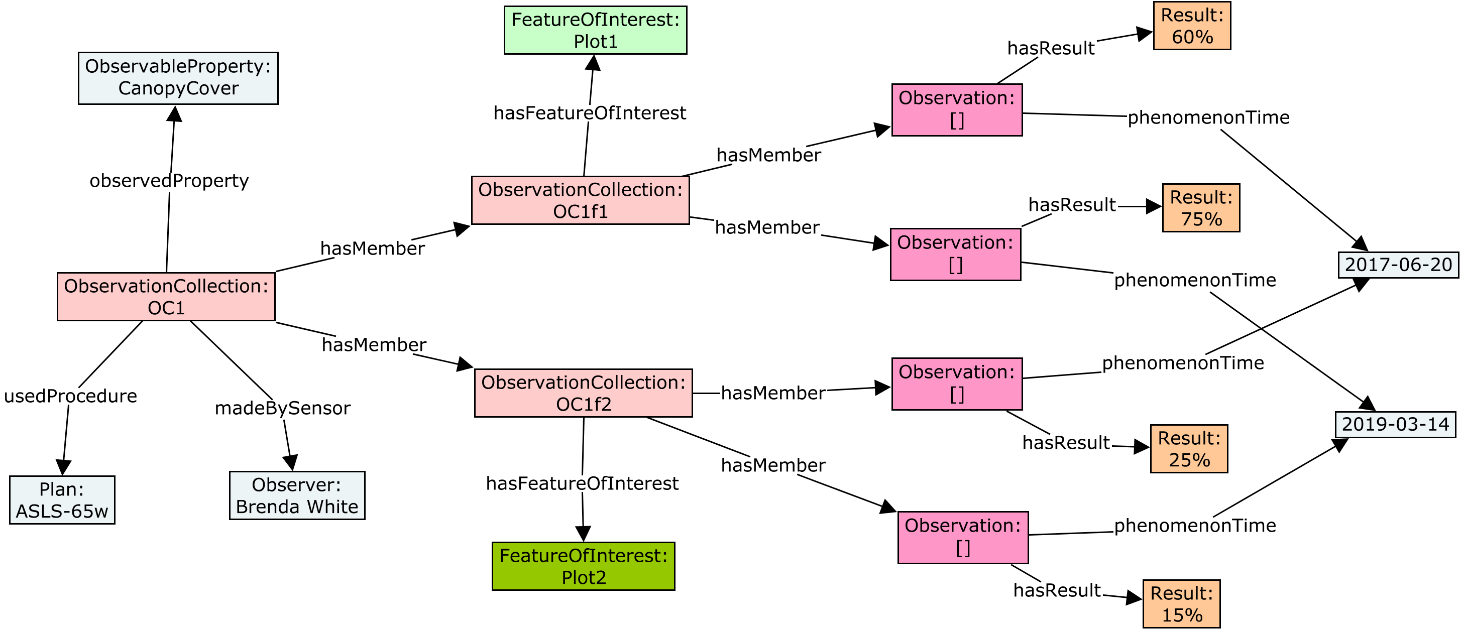 FeatureOfInterest:
Plot1
Result:
60%
hasResult
ObservableProperty:
CanopyCover
Observation:
[]
phenomenonTime
hasFeatureOfInterest
hasMember
observedProperty
ObservationCollection:
OC1f1
Result:
75%
hasResult
hasMember
Observation:
[]
hasMember
2017-06-20
phenomenonTime
ObservationCollection:
OC1
hasMember
Observation:
[]
phenomenonTime
ObservationCollection:
OC1f2
hasMember
usedProcedure
madeBySensor
2019-03-14
hasResult
Result:
25%
hasMember
hasFeatureOfInterest
Plan:
ASLS-65w
Observer:
Brenda White
Observation:
[]
phenomenonTime
FeatureOfInterest:
Plot2
hasResult
Result:
15%